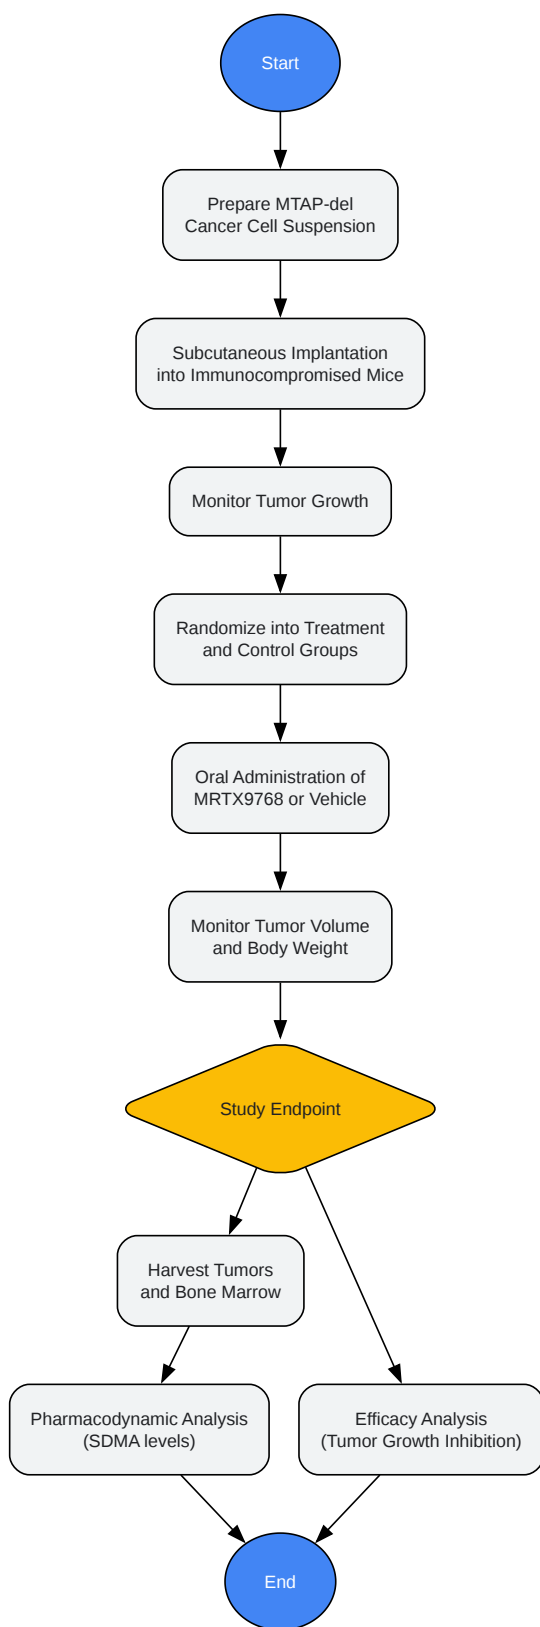 Start
Prepare MTAP-del
Cancer Cell Suspension
Subcutaneous Implantation
into Immunocompromised Mice
Monitor Tumor Growth
Randomize into Treatment
and Control Groups
Oral Administration of
MRTX9768 or Vehicle
Monitor Tumor Volume
and Body Weight
Study Endpoint
Harvest Tumors
and Bone Marrow
Pharmacodynamic Analysis
(SDMA levels)
Efficacy Analysis
(Tumor Growth Inhibition)
End